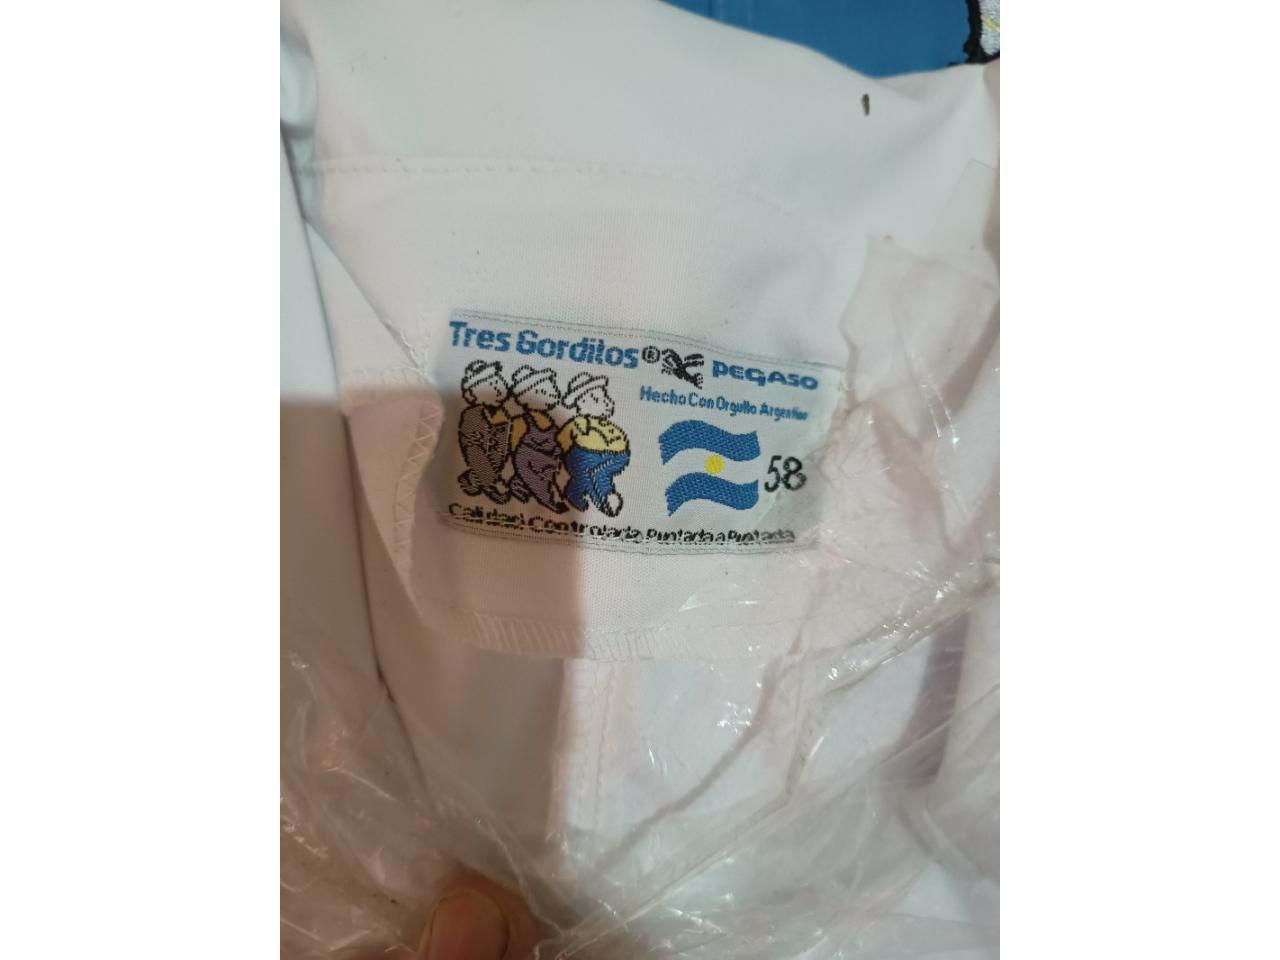 Tres Gorditos® PEGASO
Hecho Con Orgullo Argentino
58
Calidad Controlada Puntada a Puntada